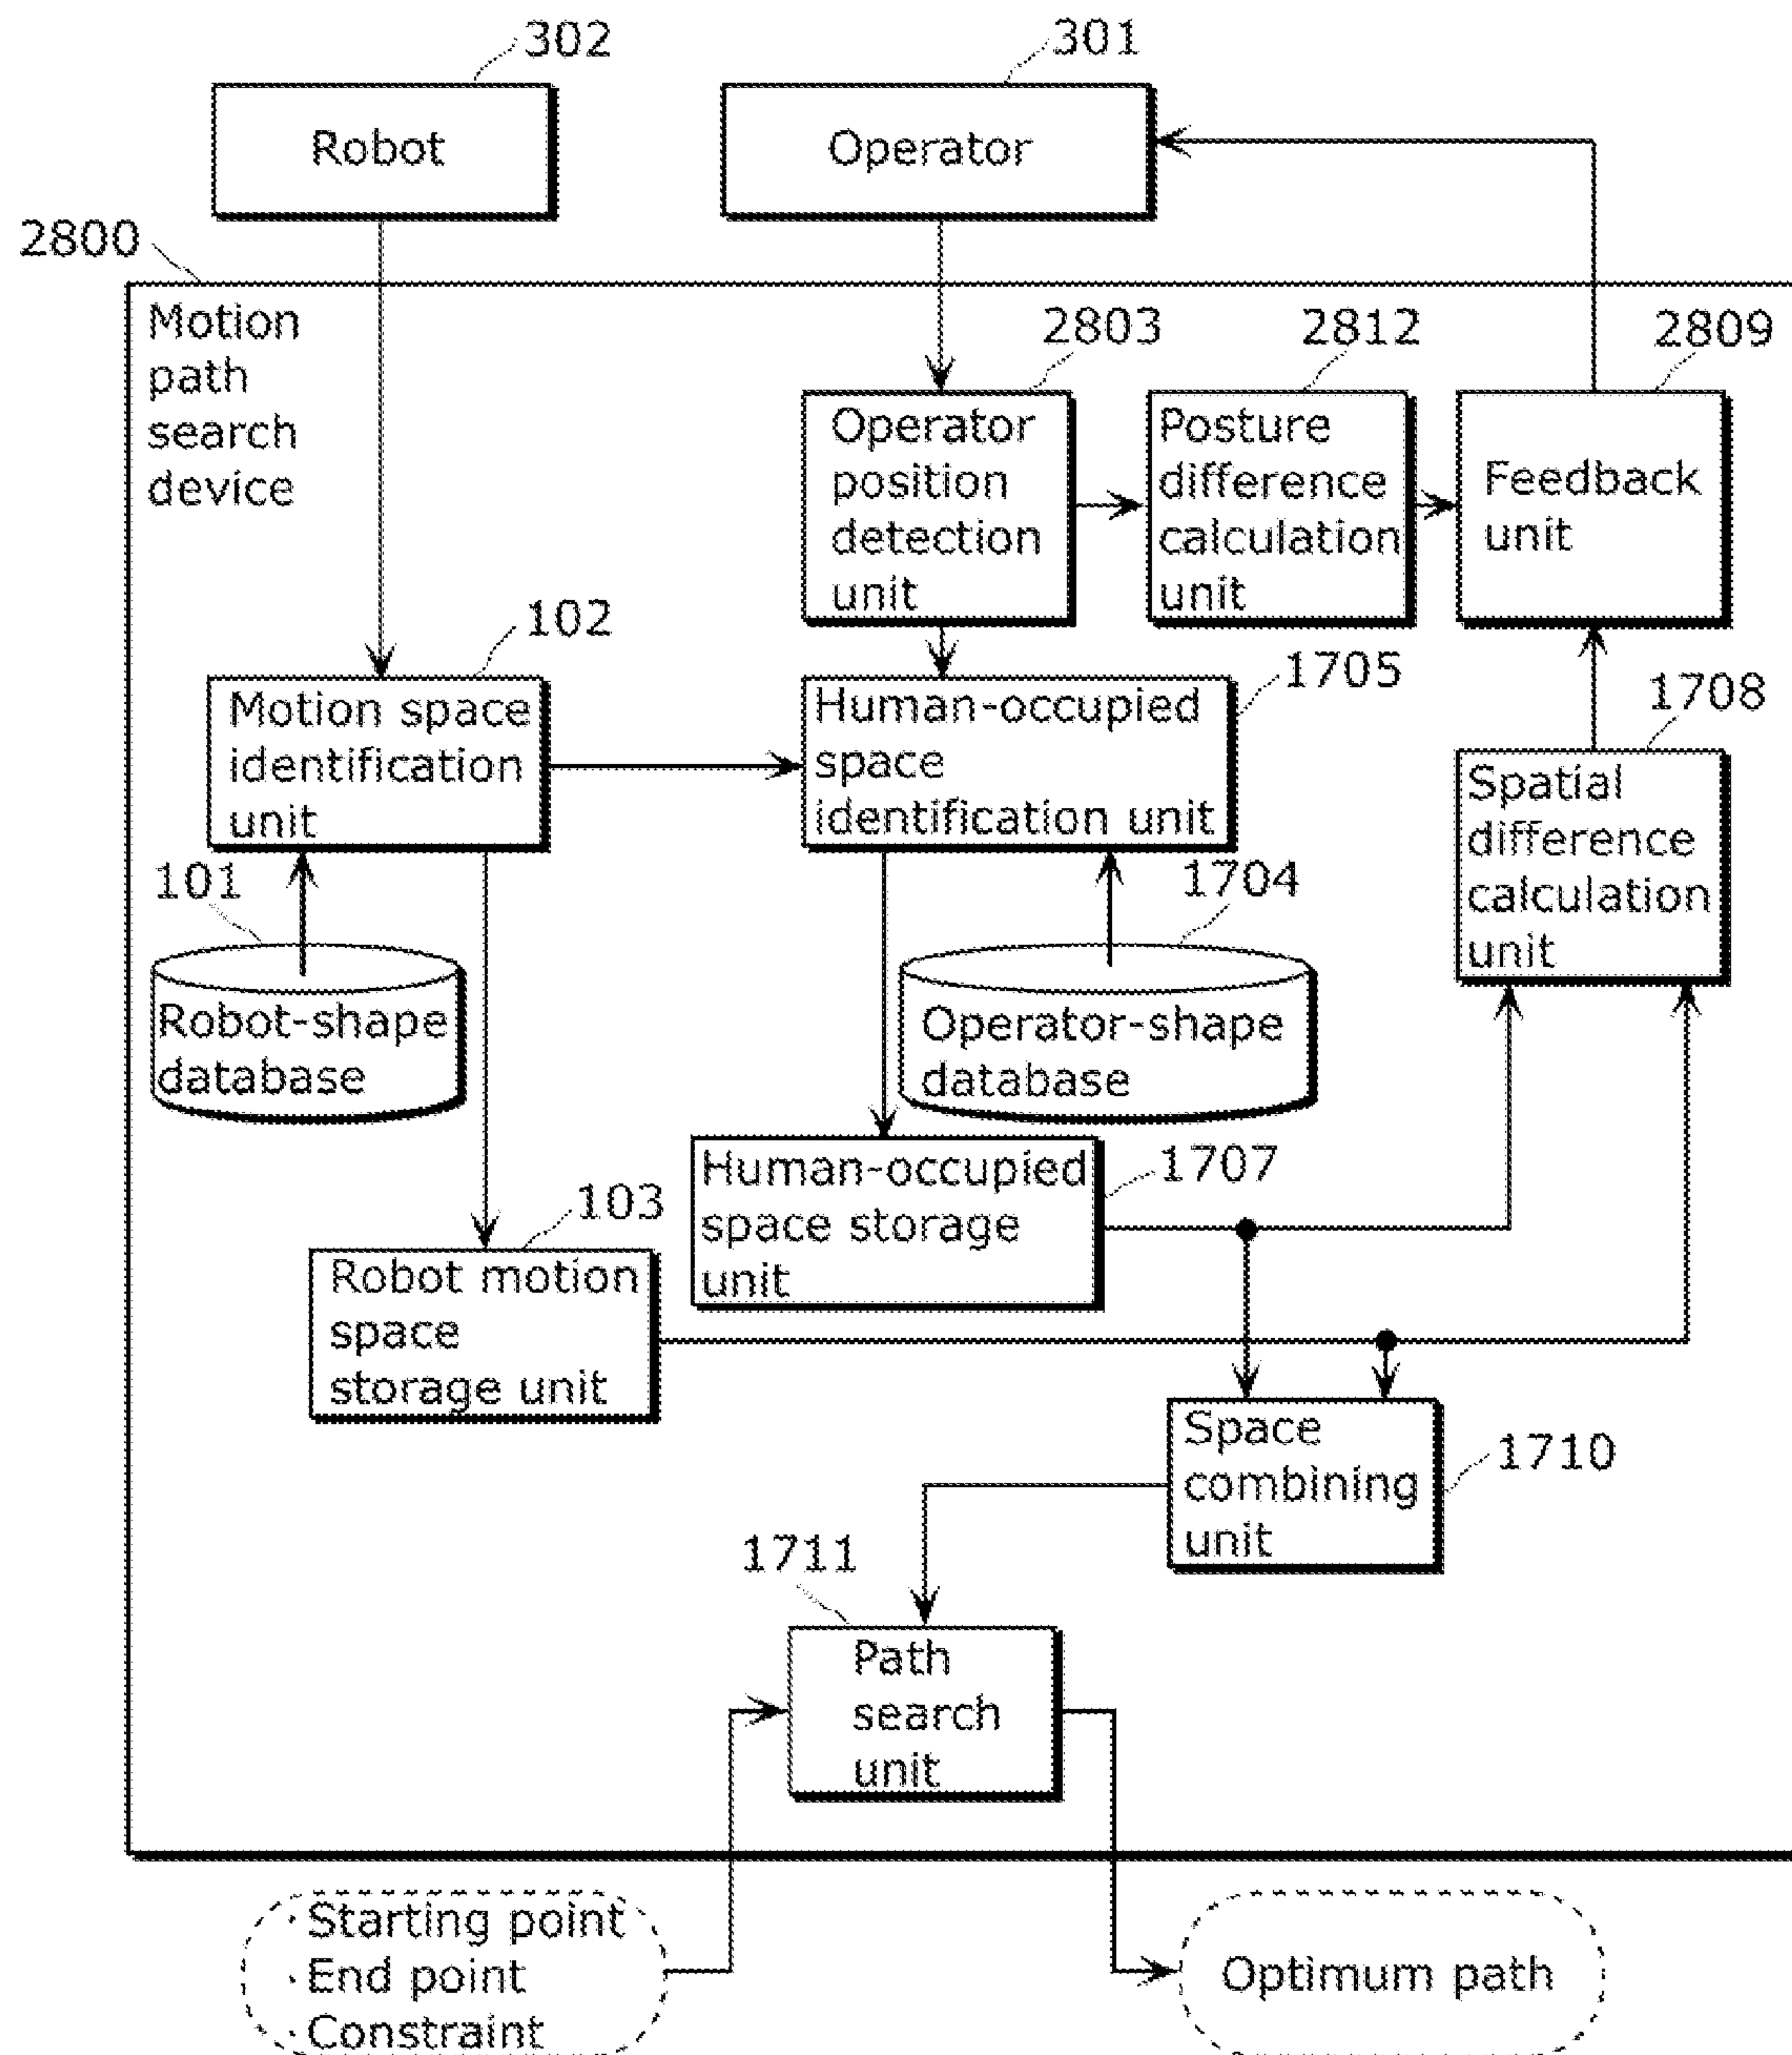 302
301
Robot
Operator
2800
Motion
path
search
device
2803
2812
2809
Operator
position
detection
unit
Posture
difference
calculation
unit
Feedback
unit
102
1705
1708
Motion space
identification
unit
Human-occupied
space
identification unit
Spatial
difference
calculation
unit
101
1704
Robot-shape
database
Operator-shape
database
1707
Human-occupied
space storage
unit
103
Robot motion
space
storage unit
Space
combining
unit
1710
1711
Path
search
unit
· Starting point
· End point
· Constraint
Optimum path